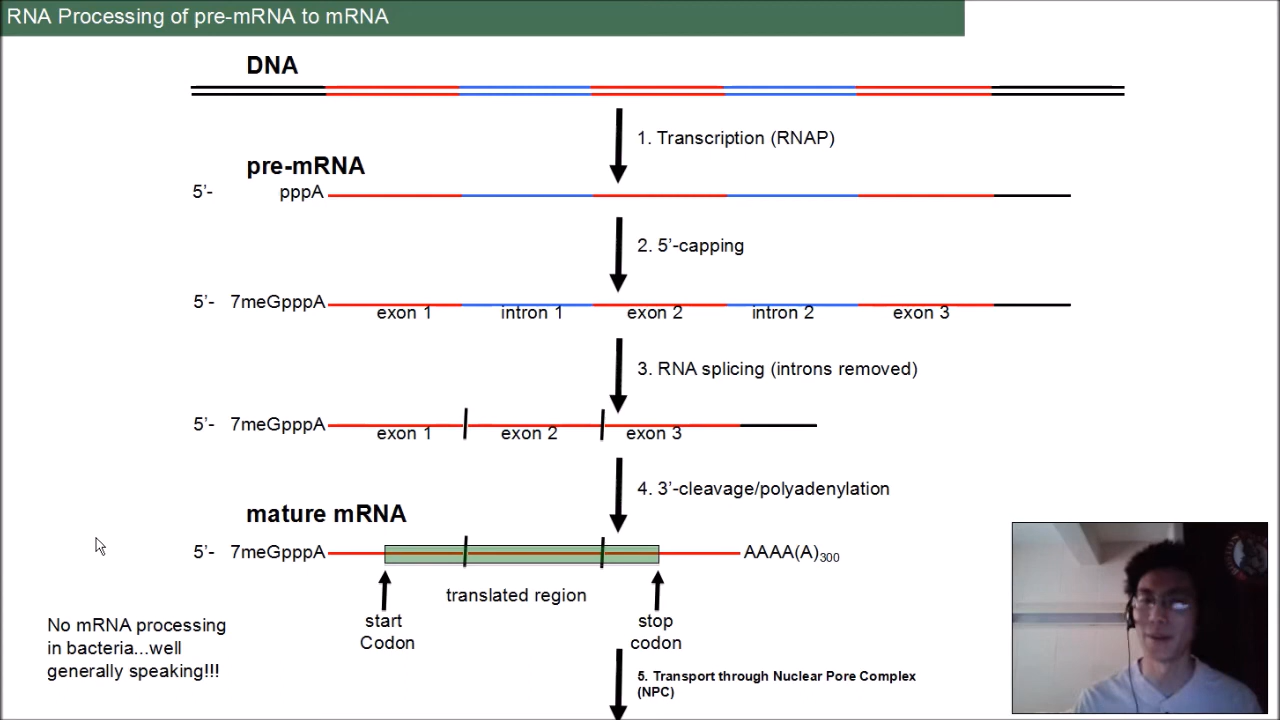 RNA Processing of pre-mRNA to mRNA
DNA
1. Transcription (RNAP)
pre-mRNA
5’- pppA
2. 5’-capping
5’- 7meGpppA
exon 1 intron 1 exon 2 intron 2 exon 3
3. RNA splicing (introns removed)
5’- 7meGpppA
exon 1 exon 2 exon 3
4. 3’-cleavage/polyadenylation
mature mRNA
5’- 7meGpppA AAAA(A)300
translated region
start
Codon
stop
codon
No mRNA processing
in bacteria...well
generally speaking!!!
5. Transport through Nuclear Pore Complex
(NPC)